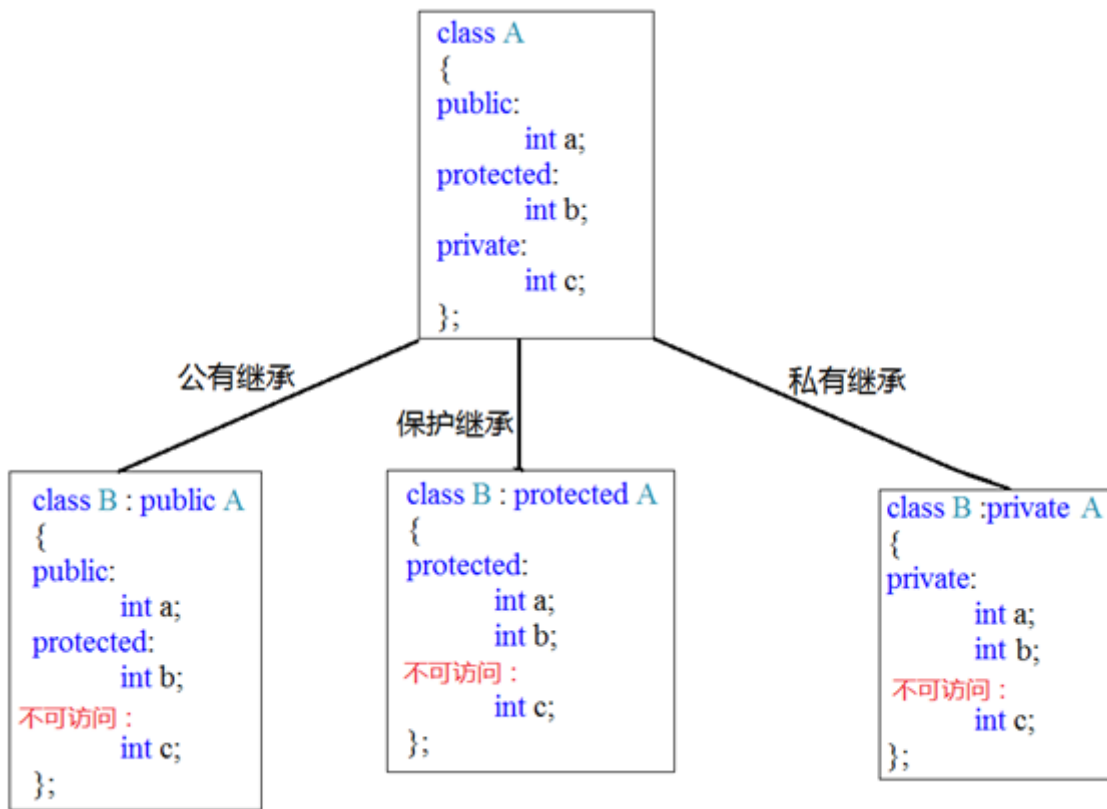 class A
{
public:
int a;
protected:
int b;
private:
int c;
};
公有继承
保护继承
私有继承
class B : public A
{
public:
int a;
protected:
int b;
不可访问：
int c;
};
class B : protected A
{
protected:
int a;
int b;
不可访问：
int c;
};
class B :private A
{
private:
int a;
int b;
不可访问：
int c;
};